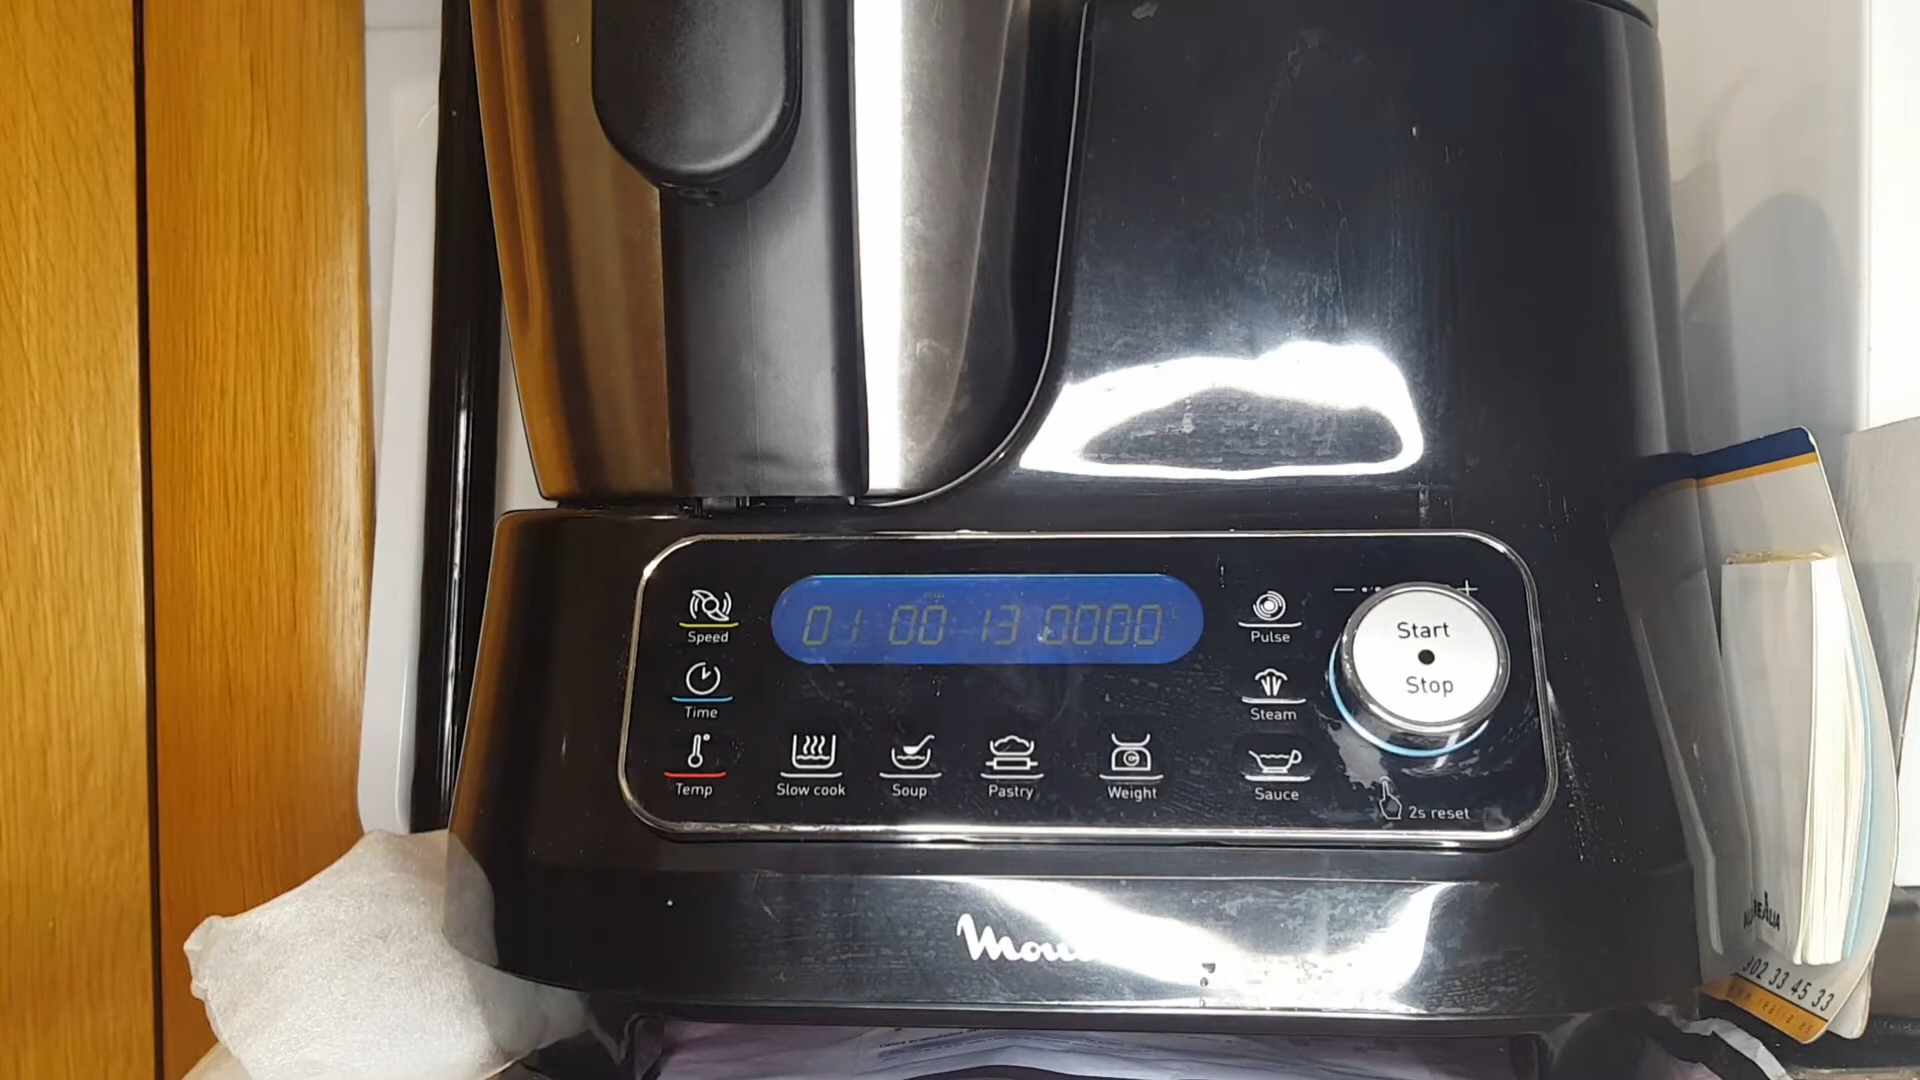 Speed
01 00 13 0000
Pulse
Start
Stop
Time
Steam
Temp
Slow cook
Soup
Pastry
Weight
Sauce
2s reset
Mou
302 33 45 33